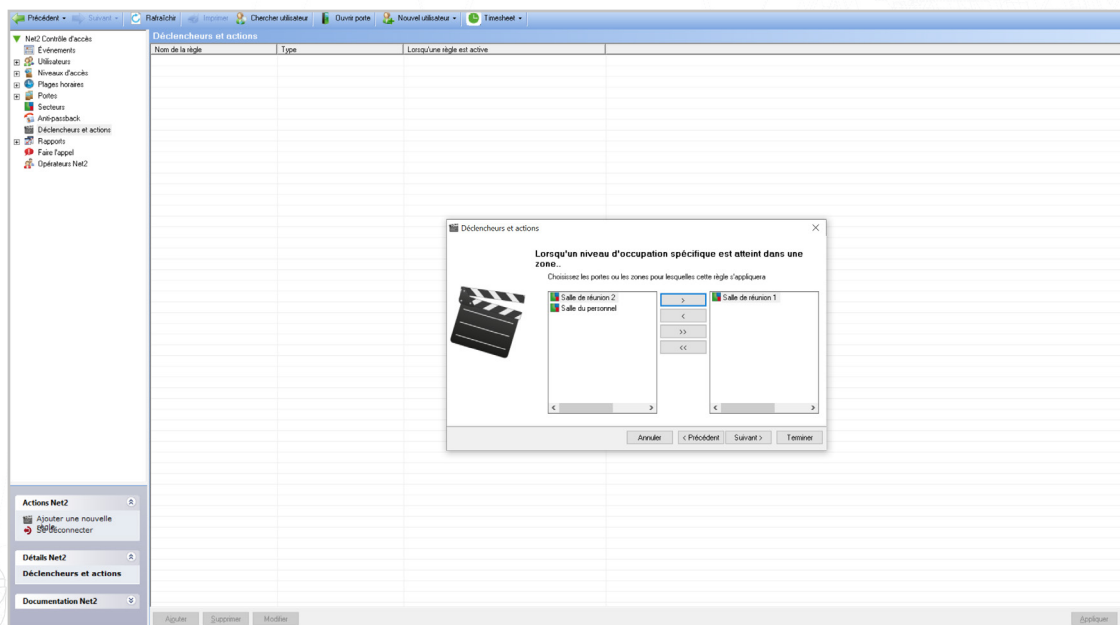 Précédent Suivant Rafraîchir Imprimer Chercher utilisateur Ouvrir porte Nouvel utilisateur Timesheet
Net2 Contrôle d'accès
Événements
Utilisateurs
Niveaux d'accès
Plages horaires
Portes
Secteurs
Anti-passback
Déclencheurs et actions
Rapports
Faire l'appel
Opérateurs Net2
Déclencheurs et actions
Nom de la règle Type Lorsqu'une règle est active
Déclencheurs et actions
Lorsqu'un niveau d'occupation spécifique est atteint dans une
zone..
Choisissez les portes ou les zones pour lesquelles cette règle s'appliquera
Salle de réunion 2
Salle du personnel
>
<
>>
<<
Salle de réunion 1
Annuler < Précédent Suivant > Terminer
Actions Net2
Ajouter une nouvelle
règle
Se déconnecter
Détails Net2
Déclencheurs et actions
Documentation Net2
Ajouter Supprimer Modifier Appliquer